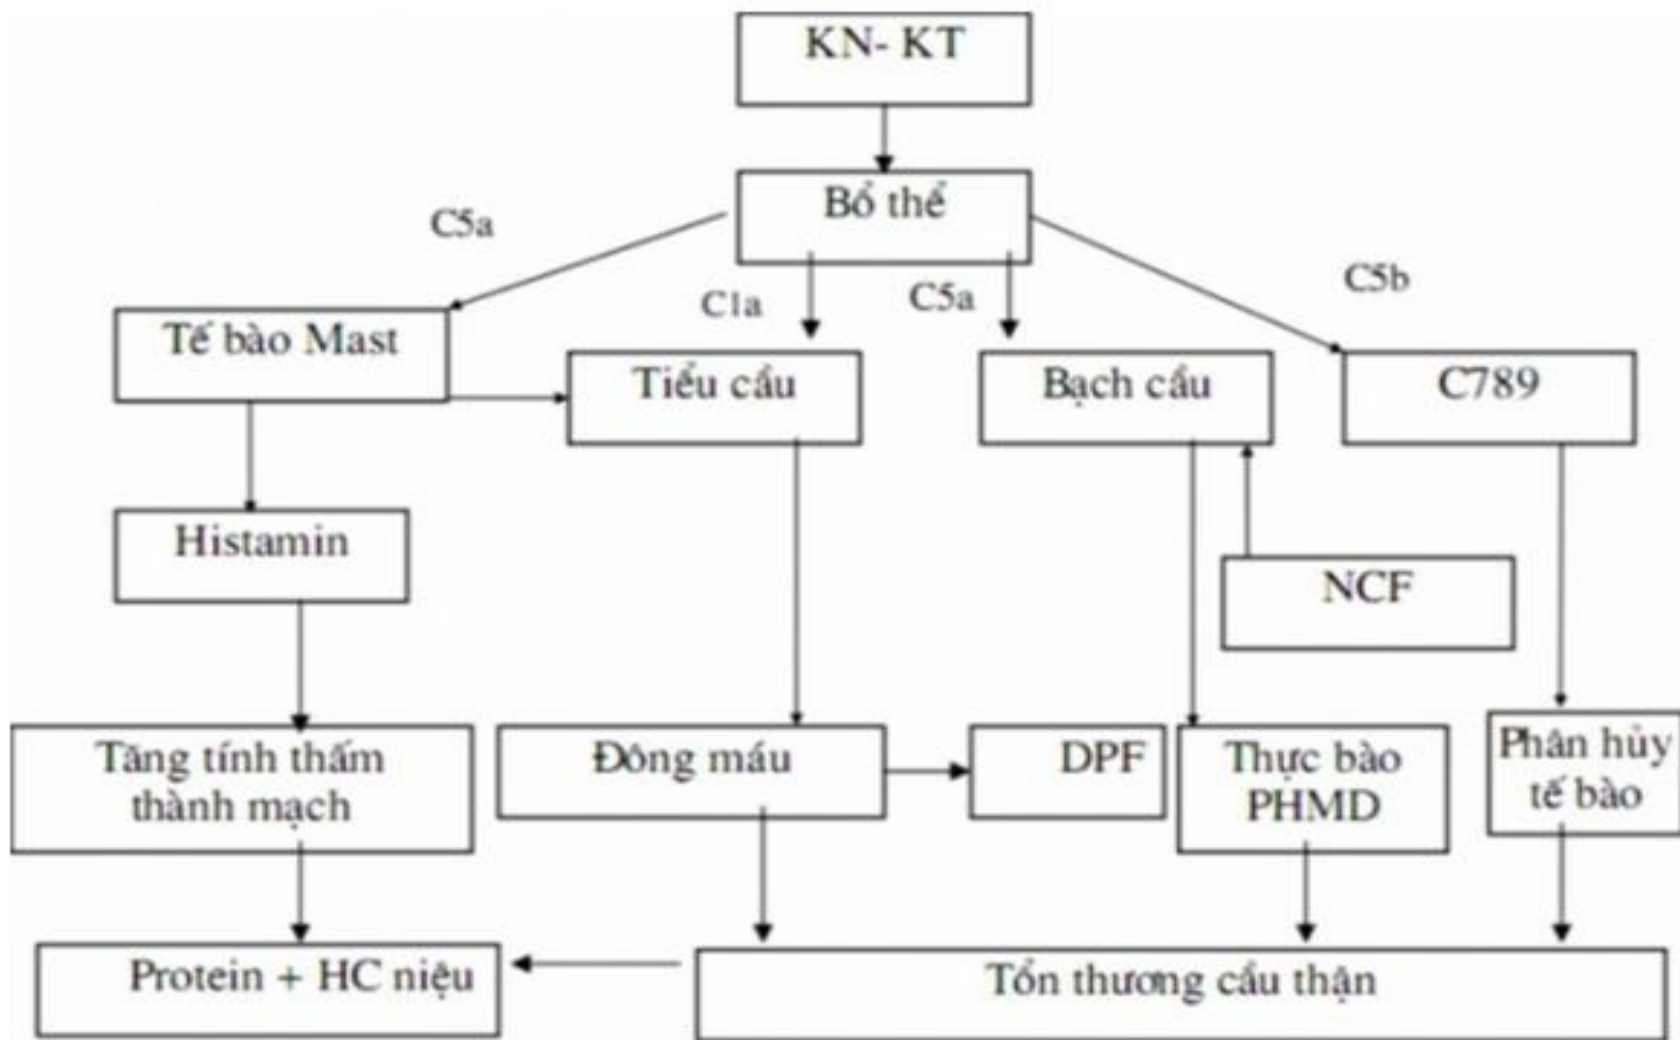 KN- KT
Bổ thể
C5a
C1a
C5a
C5b
Tế bào Mast
Tiểu cầu
Bạch cầu
C789
Histamin
NCF
Tăng tính thấm
thành mạch
Đông máu
DPF
Thực bào
PHMD
Phân hủy
tế bào
Protein + HC niệu
Tổn thương cầu thận